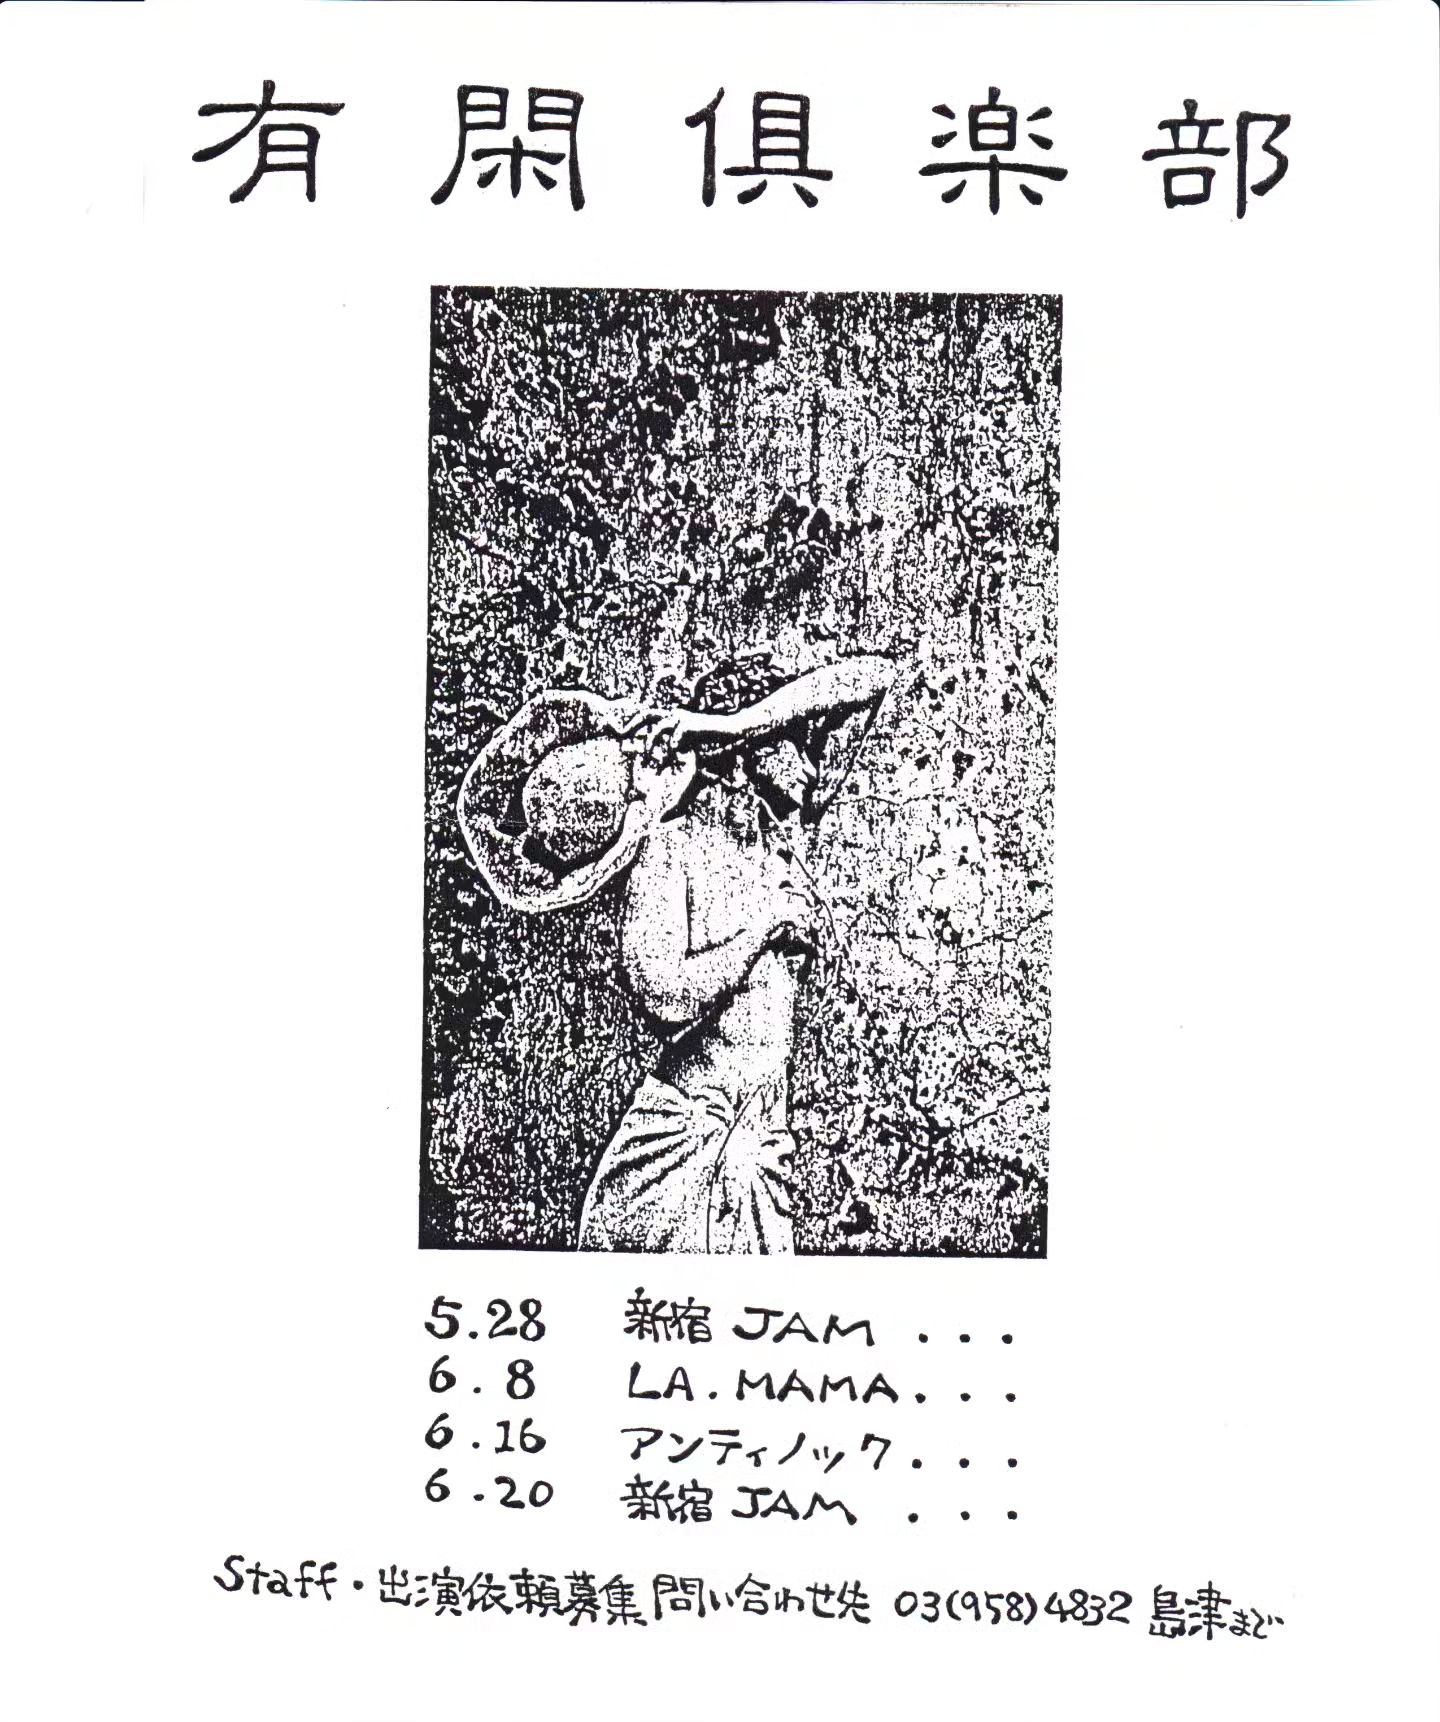 有閑倶楽部
5.28 新宿 JAM ...
6.8 LA.MAMA...
6.16 アンティノック...
6.20 新宿 JAM ...
Staff・出演依頼募集 問い合わせ先 03(958)4832 島津まで